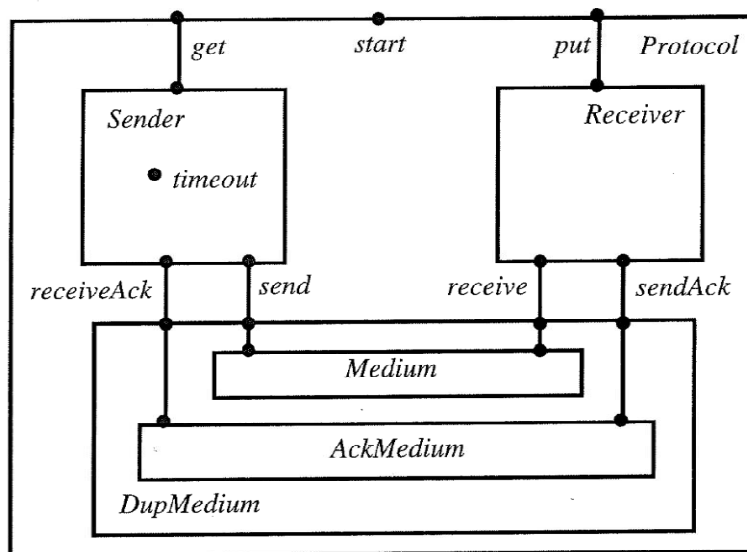 get
start
put
Protocol
Sender
Receiver
timeout
receiveAck
send
receive
sendAck
Medium
AckMedium
DupMedium